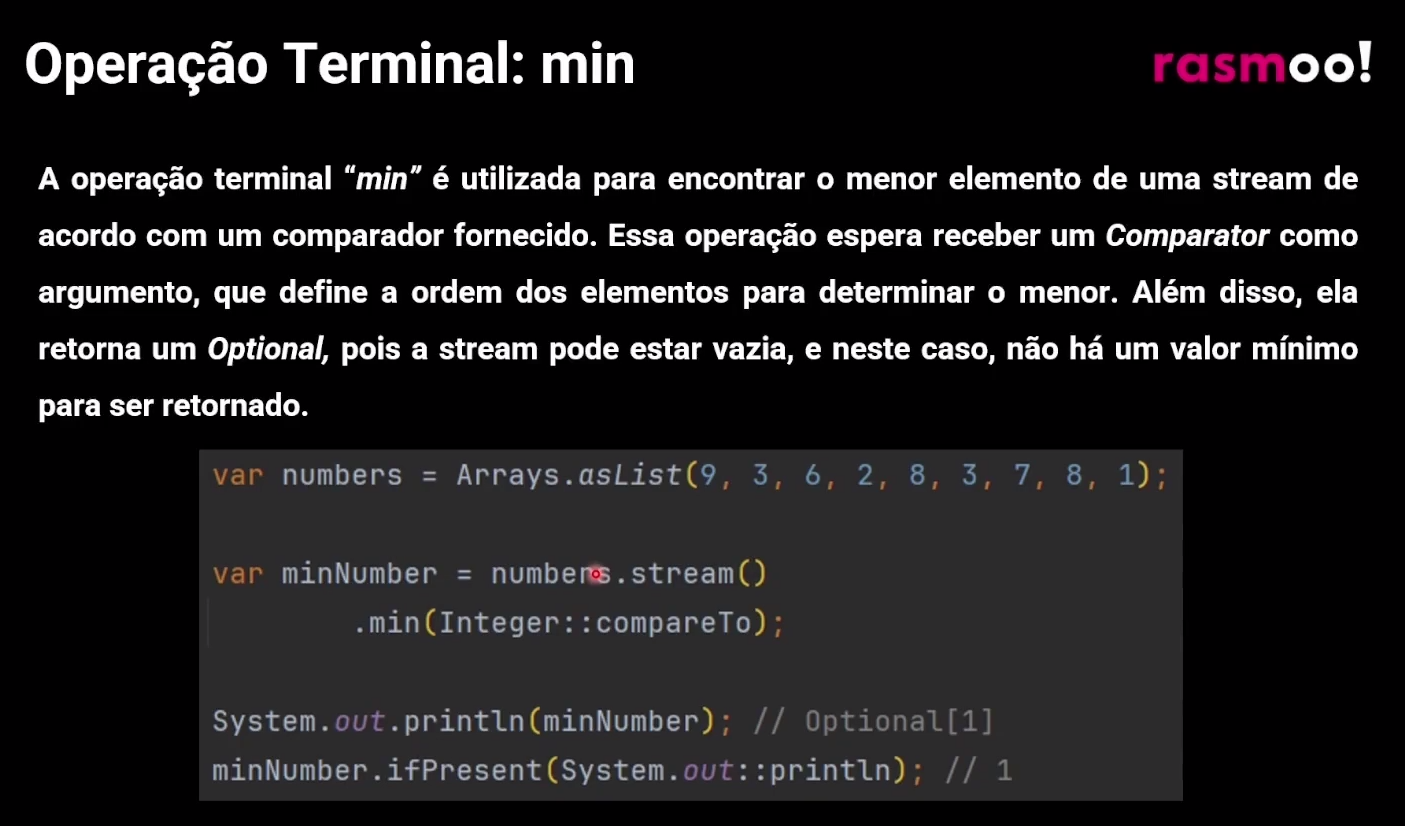 Operação Terminal: min
rasmoo!
A operação terminal “min” é utilizada para encontrar o menor elemento de uma stream de
acordo com um comparador fornecido. Essa operação espera receber um Comparator como
argumento, que define a ordem dos elementos para determinar o menor. Além disso, ela
retorna um Optional, pois a stream pode estar vazia, e neste caso, não há um valor mínimo
para ser retornado.
var numbers = Arrays.asList(9, 3, 6, 2, 8, 3, 7, 8, 1);
var minNumber = numbers.stream()
.min(Integer::compareTo);
System.out.println(minNumber); // Optional[1]
minNumber.ifPresent(System.out::println); // 1